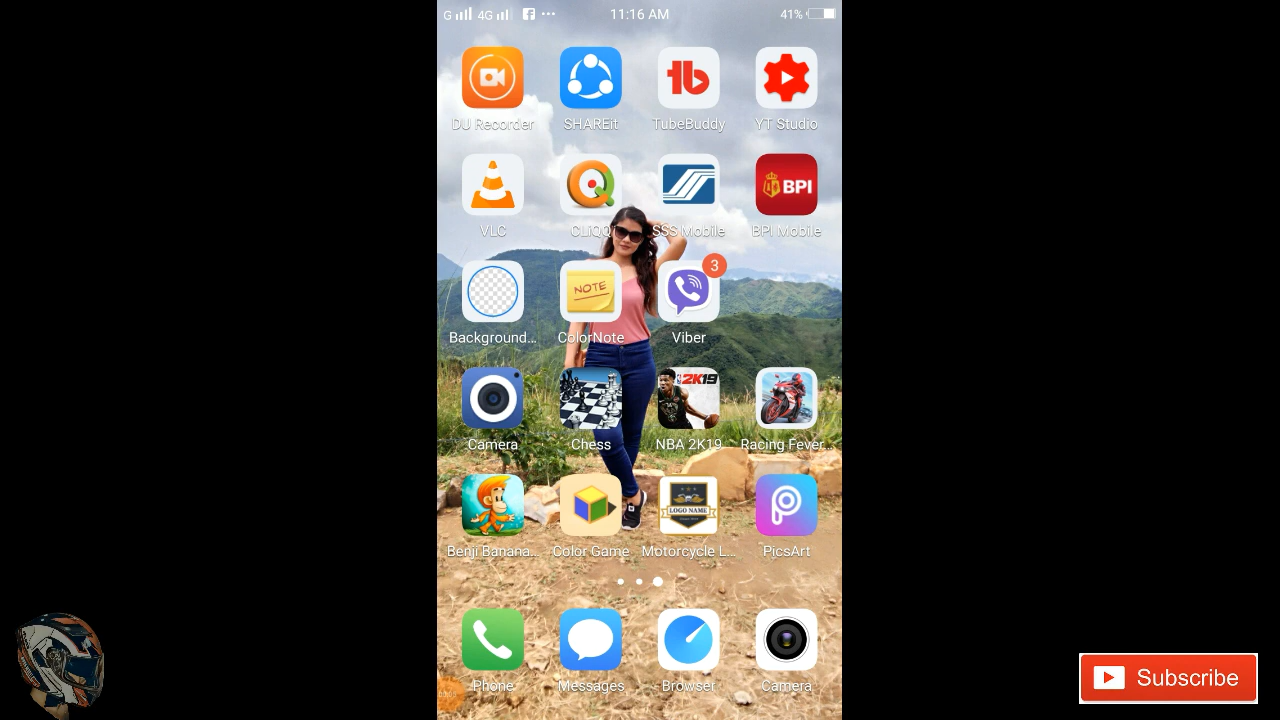 G 4G ••• 11:16 AM 41%
DU Recorder SHAREit TubeBuddy YT Studio
BPI
VLC CLiQQ SSS Mobile BPI Mobile
NOTE 3
Background... ColorNote Viber
2K19
Camera Chess NBA 2K19 Racing Fever...
LOGO NAME
Benji Banana... Color Game Motorcycle L... PicsArt
Phone Messages Browser Camera
Subscribe